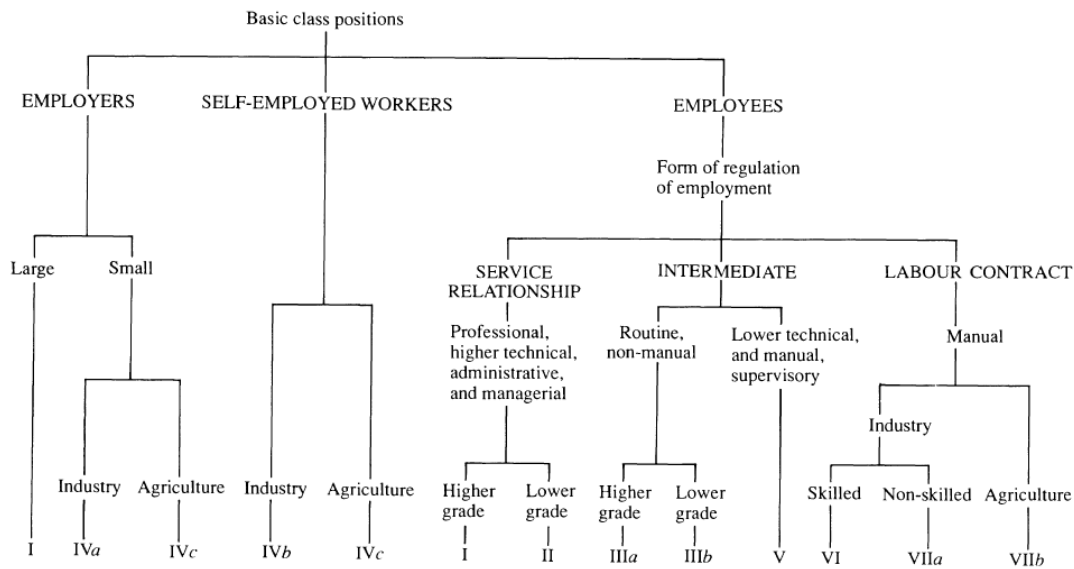 Basic class positions
EMPLOYERS
SELF-EMPLOYED WORKERS
EMPLOYEES
Form of regulation
of employment
Large
Small
SERVICE
RELATIONSHIP
INTERMEDIATE
LABOUR CONTRACT
Professional,
higher technical,
administrative,
and managerial
Routine,
non-manual
Lower technical,
and manual,
supervisory
Manual
Industry
Industry
Agriculture
Industry
Agriculture
Higher
grade
Lower
grade
Higher
grade
Lower
grade
Skilled
Non-skilled
Agriculture
I
IVa
IVc
IVb
IVc
I
II
IIIa
IIIb
V
VI
VIIa
VIIb